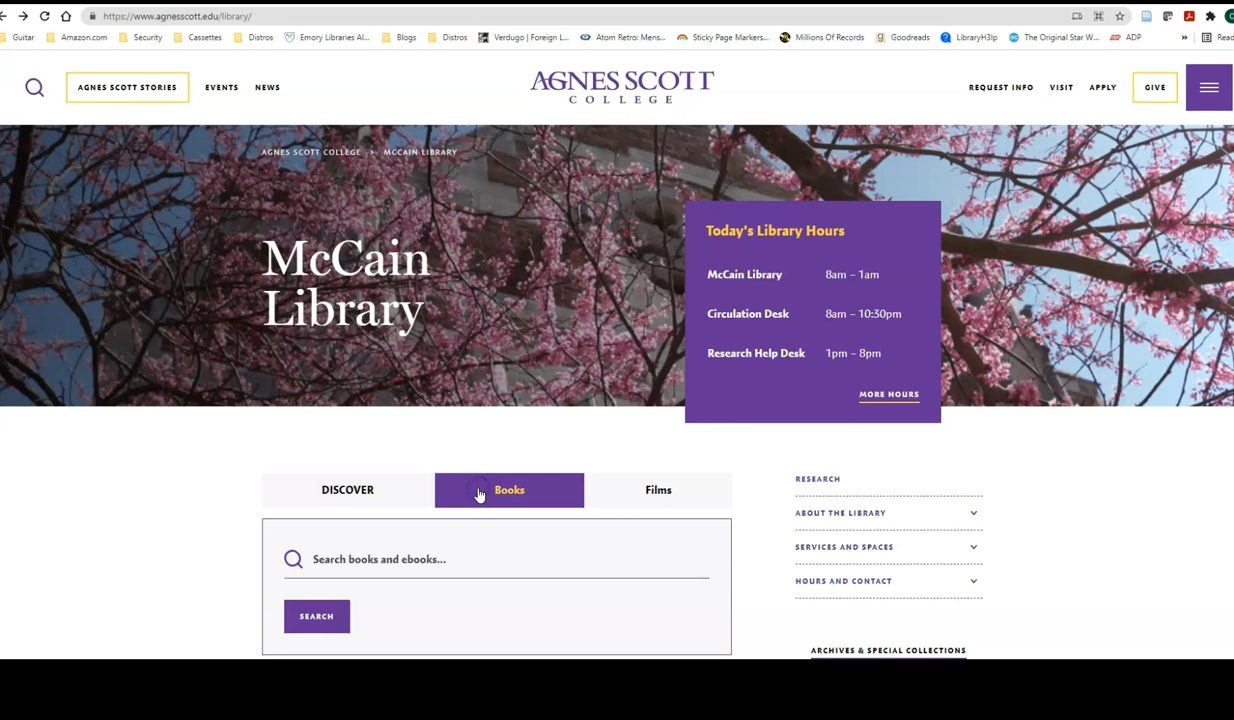 https://www.agnesscott.edu/library/
Guitar Amazon.com Security Cassettes Distros Emory Libraries Al... Blogs Distros Verdugo | Foreign L... Atom Retro: Mens... Sticky Page Markers... Millions Of Records Goodreads LibraryH3lp The Original Star W... ADP » Read
AGNES SCOTT STORIES EVENTS NEWS
AGNES SCOTT
COLLEGE
REQUEST INFO VISIT APPLY GIVE
AGNES SCOTT COLLEGE > MCCAIN LIBRARY
McCain
Library
Today's Library Hours
McCain Library 8am – 1am
Circulation Desk 8am – 10:30pm
Research Help Desk 1pm – 8pm
MORE HOURS
DISCOVER Books Films
Search books and ebooks...
SEARCH
RESEARCH
ABOUT THE LIBRARY
SERVICES AND SPACES
HOURS AND CONTACT
ARCHIVES & SPECIAL COLLECTIONS